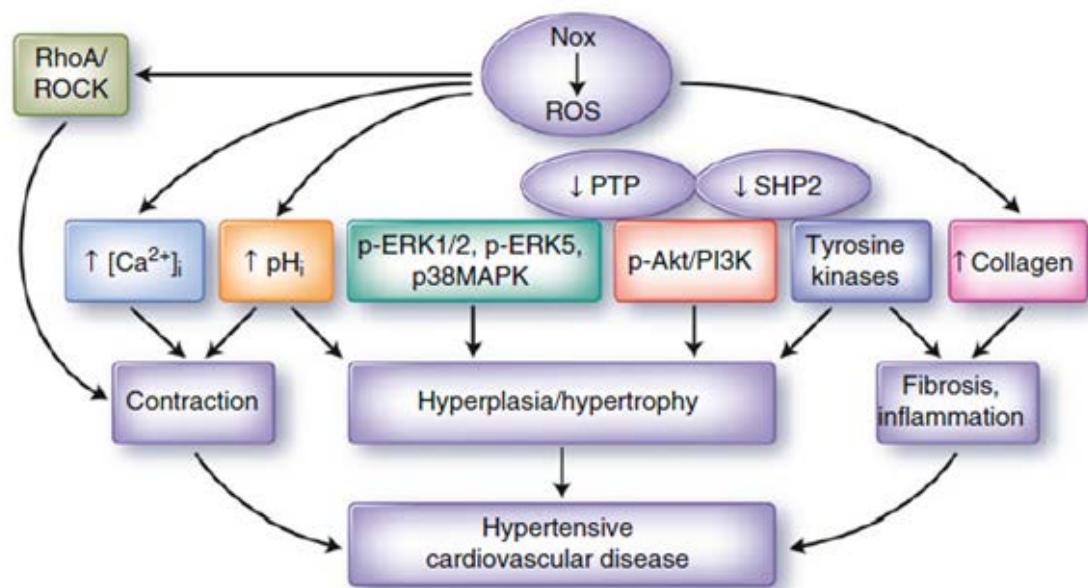 Nox
ROS
RhoA/
ROCK
↓ PTP
↓ SHP2
↑ [Ca²⁺]ᵢ
↑ pHᵢ
p-ERK1/2, p-ERK5,
p38MAPK
p-Akt/PI3K
Tyrosine
kinases
↑ Collagen
Contraction
Hyperplasia/hypertrophy
Fibrosis,
inflammation
Hypertensive
cardiovascular disease